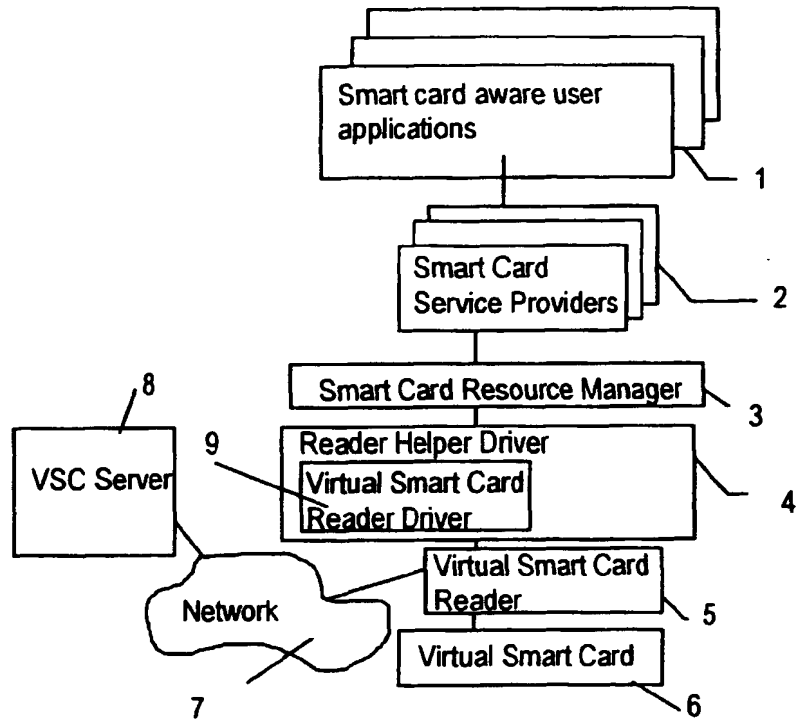 Smart card aware user
applications
1
Smart Card
Service Providers
2
Smart Card Resource Manager
3
8
VSC Server
9
Reader Helper Driver
Virtual Smart Card
Reader Driver
4
Virtual Smart Card
Reader
5
Network
7
Virtual Smart Card
6